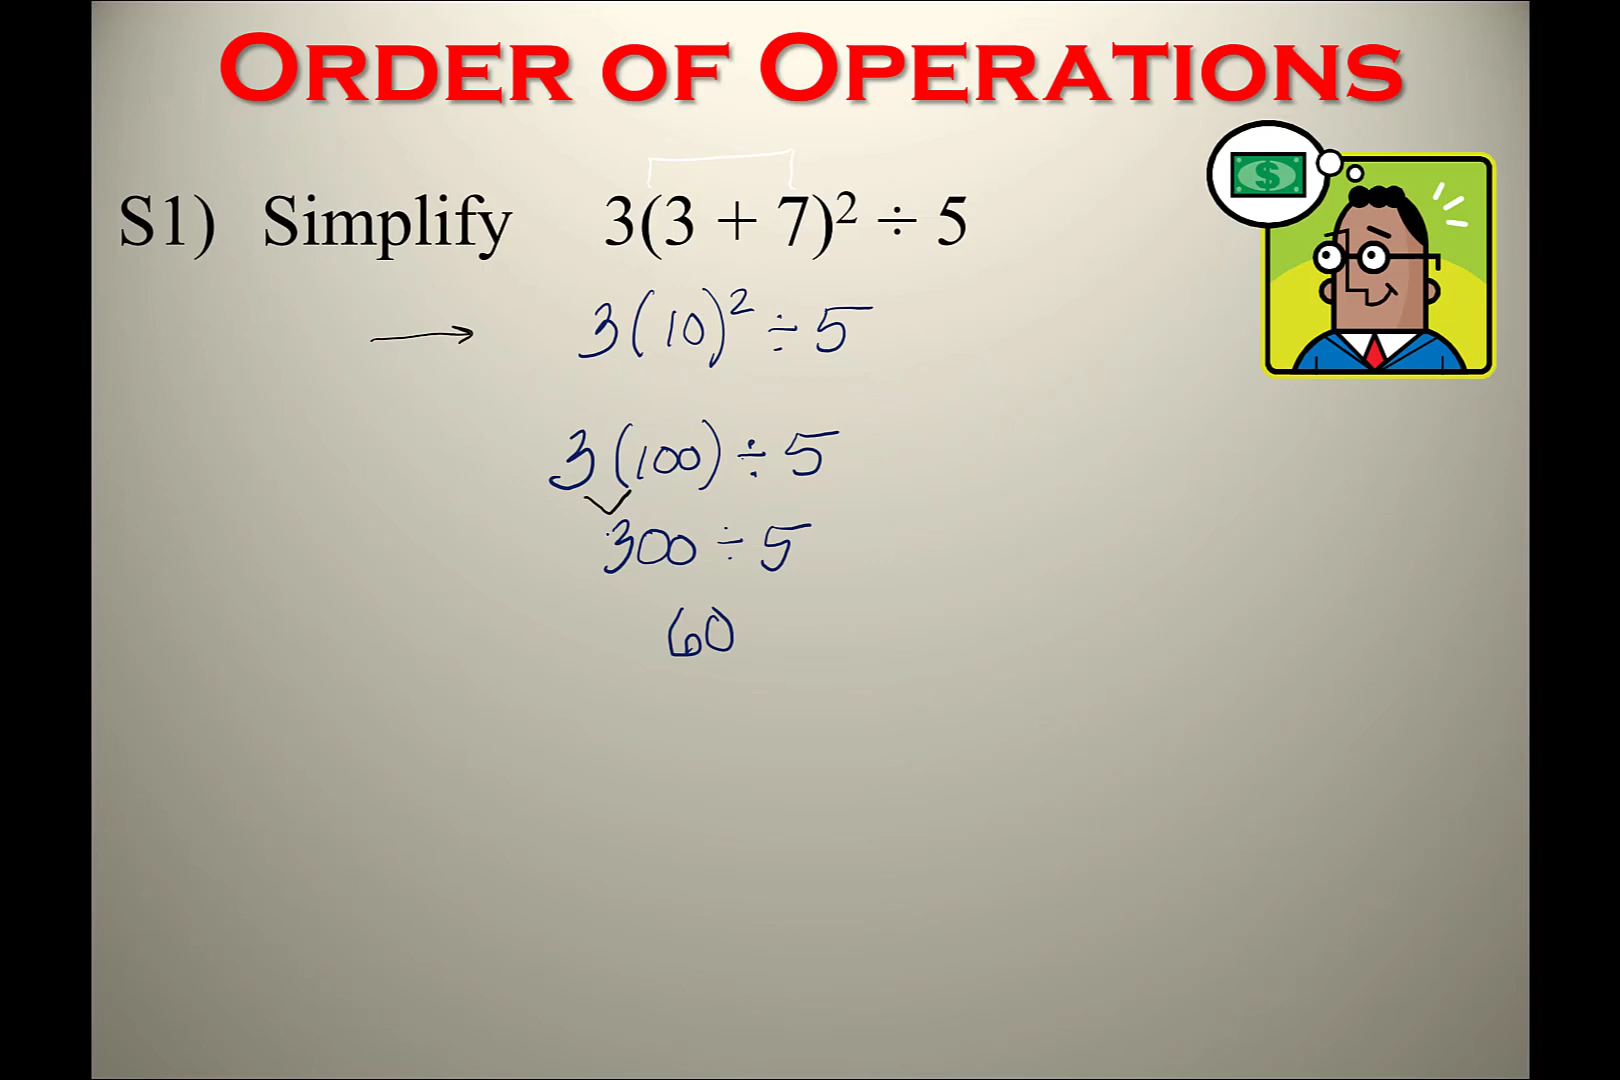 ORDER OF OPERATIONS
S1) Simplify 3(3 + 7)² ÷ 5
3(10)² ÷ 5
3(100) ÷ 5
300 ÷ 5
60
$